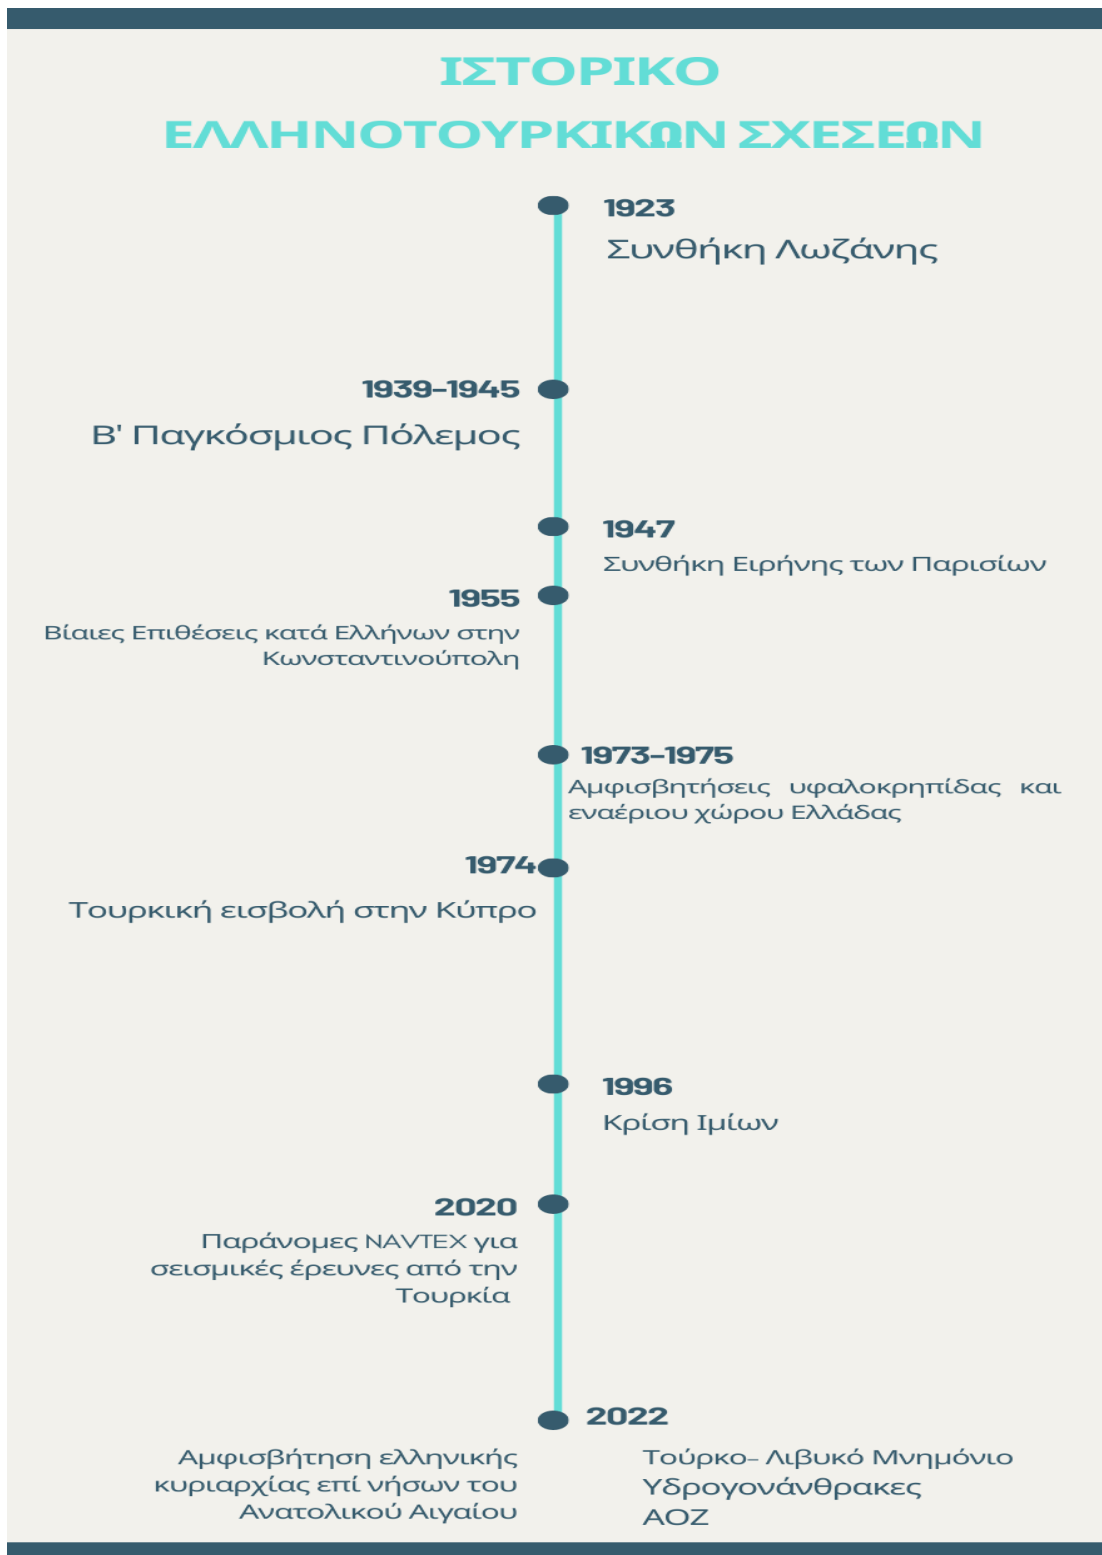 ΙΣΤΟΡΙΚΟ
ΕΛΛΗΝΟΤΟΥΡΚΙΚΩΝ ΣΧΕΣΕΩΝ
1923
Συνθήκη Λωζάνης
1939–1945
Β' Παγκόσμιος Πόλεμος
1947
Συνθήκη Ειρήνης των Παρισίων
1955
Βίαιες Επιθέσεις κατά Ελλήνων στην
Κωνσταντινούπολη
1973–1975
Αμφισβητήσεις υφαλοκρηπίδας και
εναέριου χώρου Ελλάδας
1974
Τουρκική εισβολή στην Κύπρο
1996
Κρίση Ιμίων
2020
Παράνομες NAVTEX για
σεισμικές έρευνες από την
Τουρκία
2022
Αμφισβήτηση ελληνικής
κυριαρχίας επί νήσων του
Ανατολικού Αιγαίου
Τούρκο– Λιβυκό Μνημόνιο
Υδρογονάνθρακες
ΑΟΖ